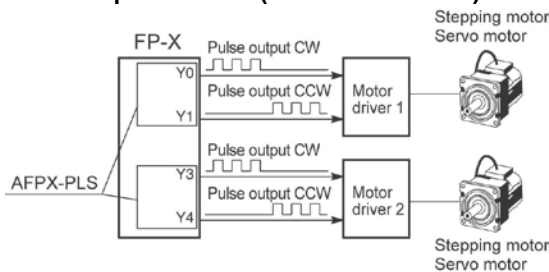 Stepping motor
Servo motor
FP-X
Pulse output CW
Y0
Pulse output CCW
Y1
Motor
driver 1
Pulse output CW
Y3
AFPX-PLS
Pulse output CCW
Y4
Motor
driver 2
Stepping motor
Servo motor